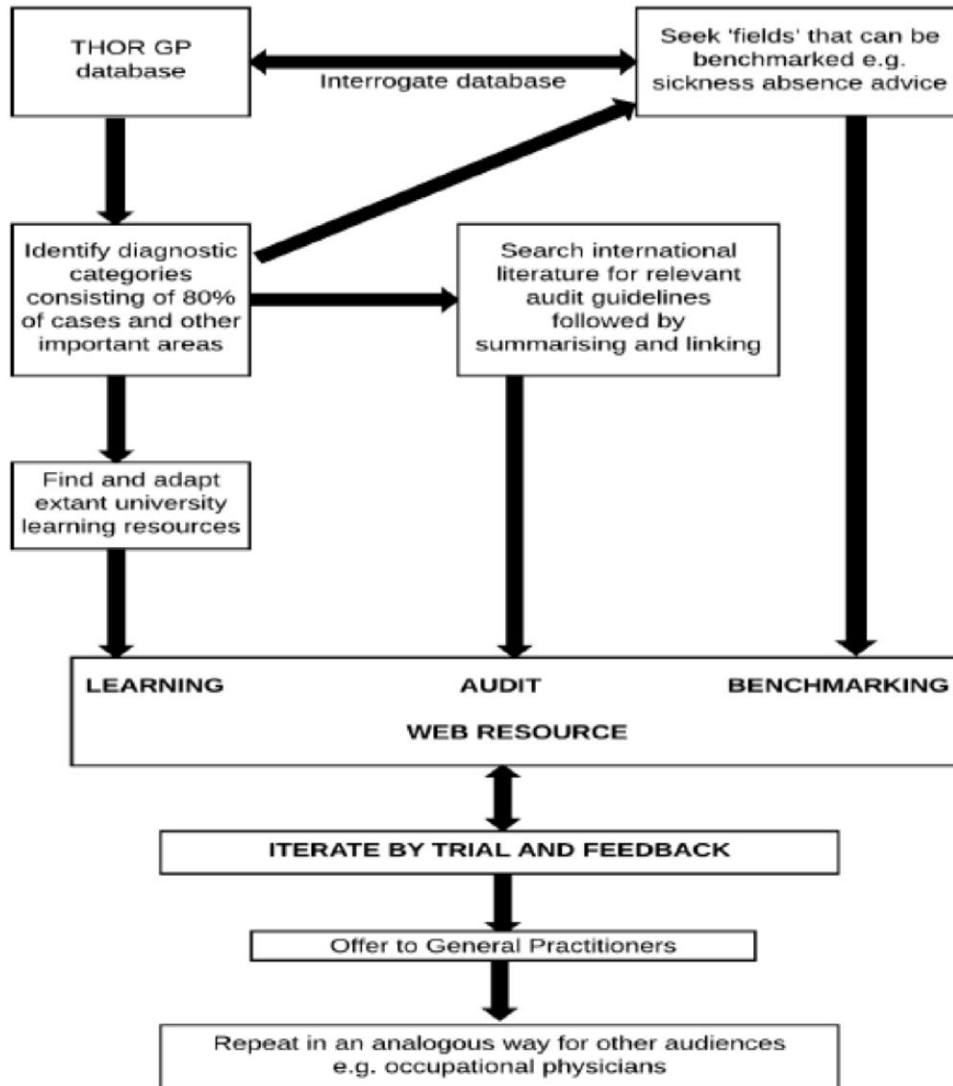 THOR GP
database
Interrogate database
Seek 'fields' that can be
benchmarked e.g.
sickness absence advice
Identify diagnostic
categories
consisting of 80%
of cases and other
important areas
Search international
literature for relevant
audit guidelines
followed by
summarising and linking
Find and adapt
extant university
learning resources
LEARNING
AUDIT
BENCHMARKING
WEB RESOURCE
ITERATE BY TRIAL AND FEEDBACK
Offer to General Practitioners
Repeat in an analogous way for other audiences
e.g. occupational physicians